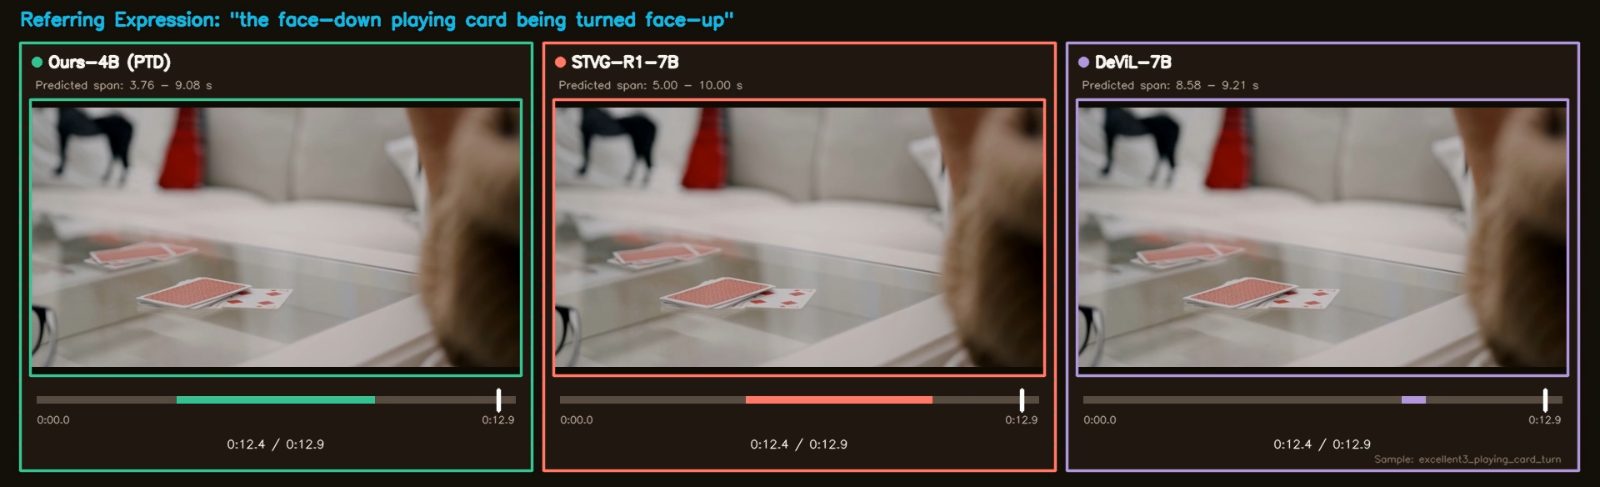 Referring Expression: "the face-down playing card being turned face-up"
Ours-4B (PTD)
Predicted span: 3.76 - 9.08 s
0:00.0
0:12.9
0:12.4 / 0:12.9
STVG-R1-7B
Predicted span: 5.00 - 10.00 s
0:00.0
0:12.9
0:12.4 / 0:12.9
DeViL-7B
Predicted span: 8.58 - 9.21 s
0:00.0
0:12.9
0:12.4 / 0:12.9
Sample: excellent3_playing_card_turn